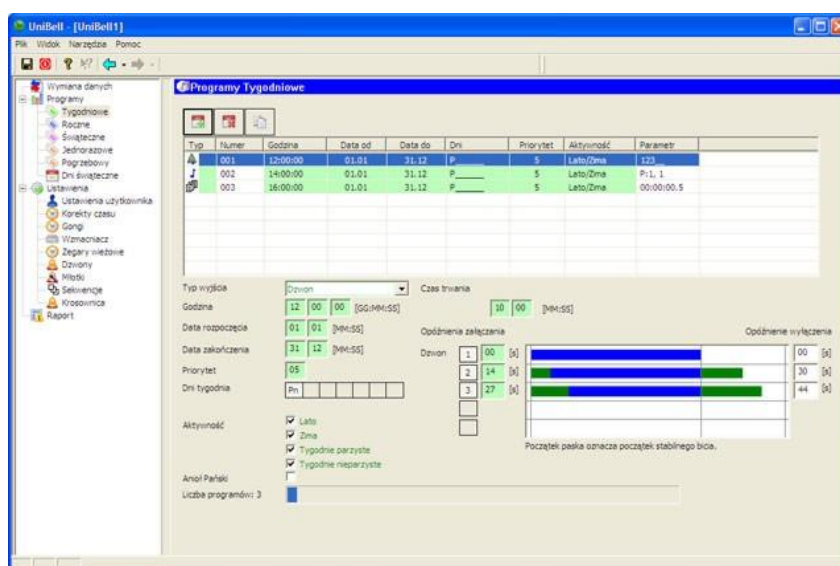 UniBell - [UniBell1]
Plik Widok Narzędzia Pomoc
Wymiana danych
Programy
Tygodniowe
Roczne
Świąteczne
Jednorazowe
Pogrzebowy
Dni świąteczne
Ustawienia
Ustawienia użytkownika
Korekty czasu
Gongi
Wzmacniacz
Zegary wieżowe
Dzwony
Młotki
Sekwencje
Krosownica
Raport
Programy Tygodniowe
Typ Numer Godzina Data od Data do Dni Priorytet Aktywność Parametr
001 12:00:00 01.01 31.12 P______ 5 Lato/Zima 123__
002 14:00:00 01.01 31.12 P______ 5 Lato/Zima P:1, 1
003 16:00:00 01.01 31.12 P______ 5 Lato/Zima 00:00:00.5
Typ wyjścia Dzwon Czas trwania
Godzina 12 00 00 [GG:MM:SS] 10 00 [MM:SS]
Data rozpoczęcia 01 01 [MM:SS] Opóźnienia załączania Opóźnienie wyłączenia
Data zakończenia 31 12 [MM:SS] Dzwon 1 00 [s] 00 [s]
2 14 [s] 30 [s]
Priorytet 05
3 27 [s] 44 [s]
Dni tygodnia Pn
Aktywność
Lato
Zima
Tygodnie parzyste
Tygodnie nieparzyste
Początek paska oznacza początek stabilnego bicia.
Anioł Pański
Liczba programów: 3